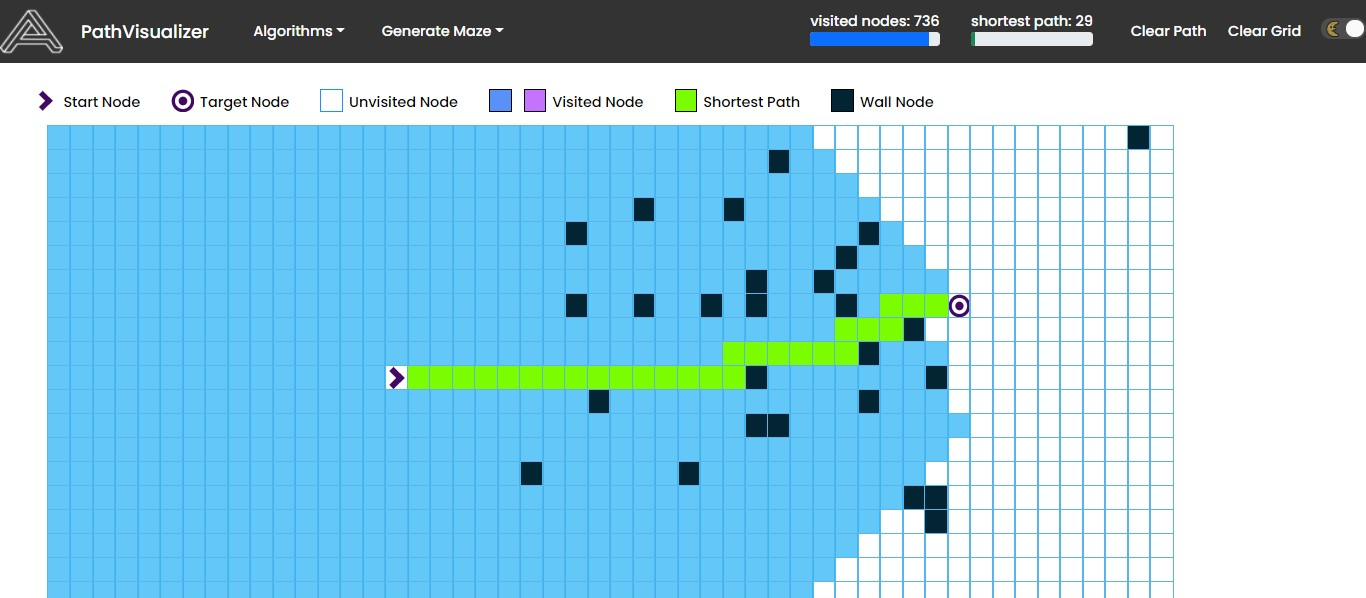 PathVisualizer Algorithms Generate Maze visited nodes: 736 shortest path: 29 Clear Path Clear Grid
Start Node Target Node Unvisited Node Visited Node Shortest Path Wall Node